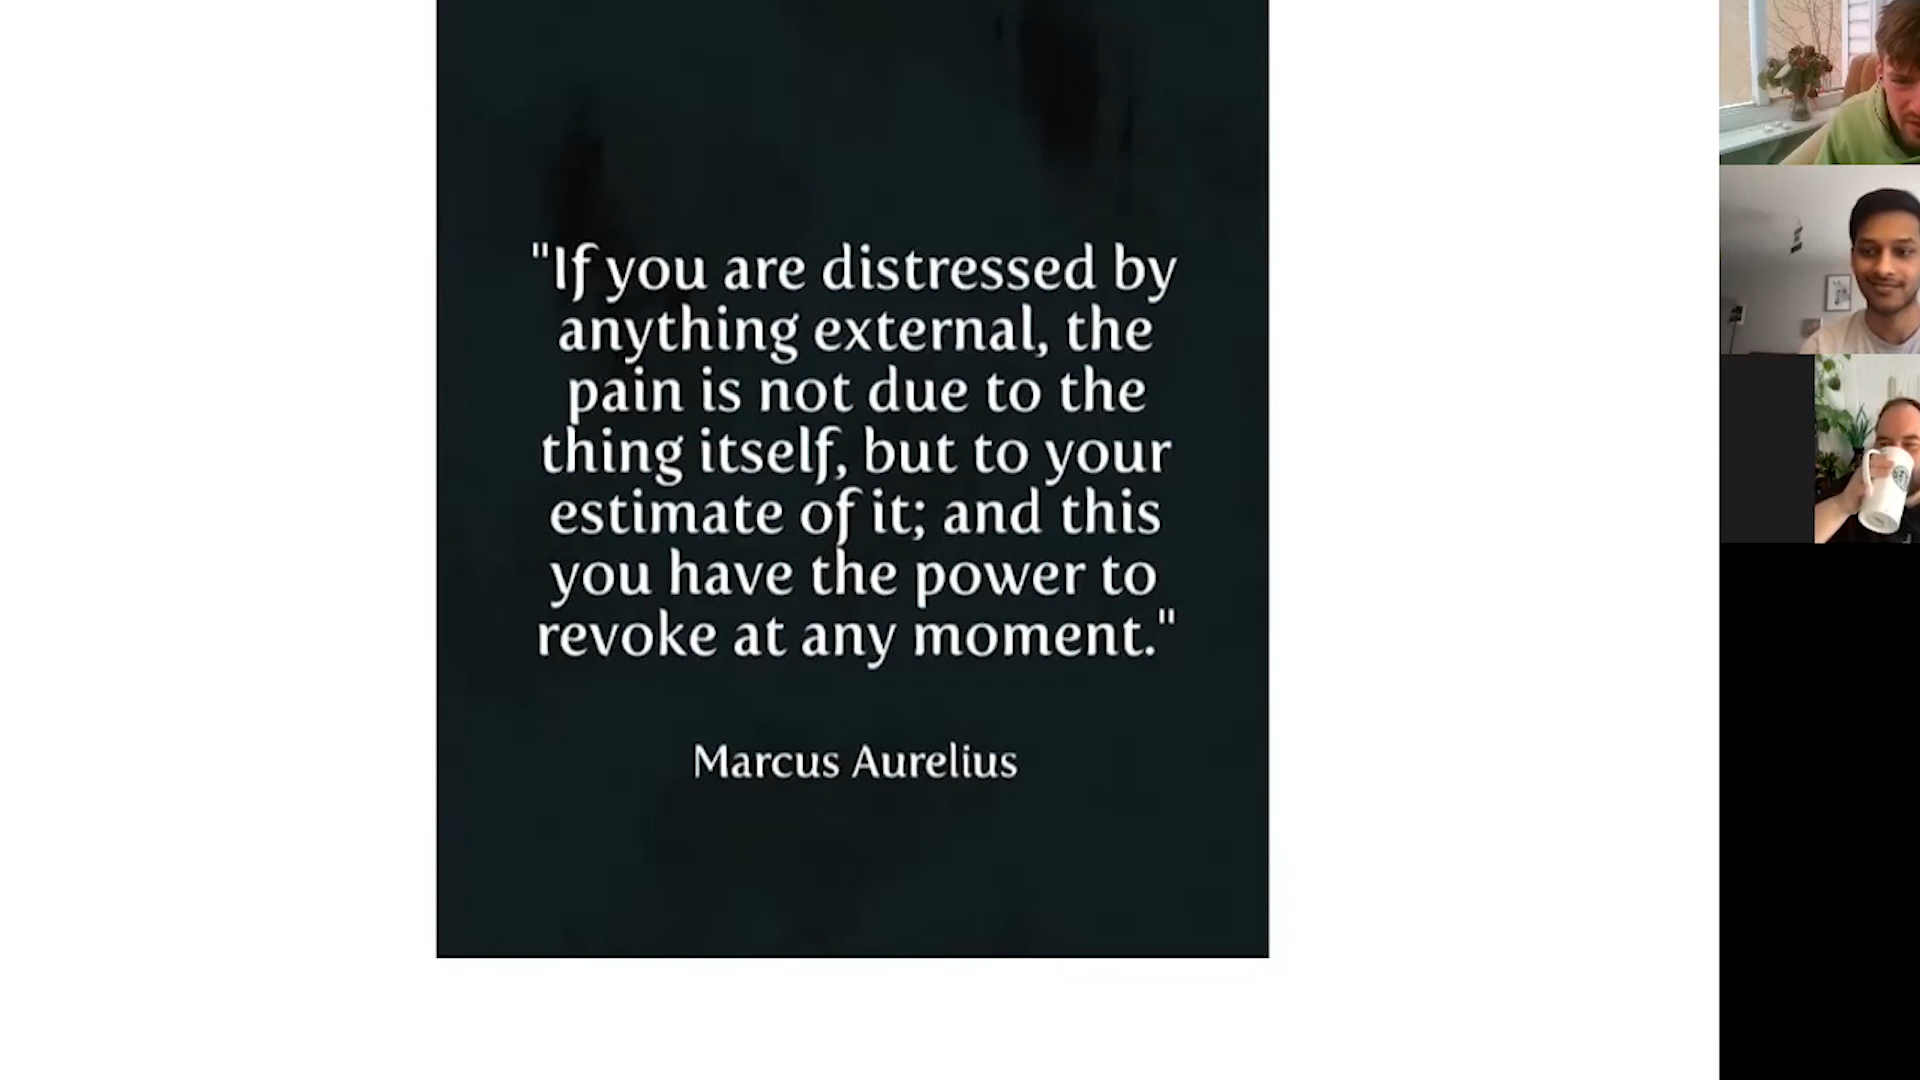 "If you are distressed by
anything external, the
pain is not due to the
thing itself, but to your
estimate of it; and this
you have the power to
revoke at any moment."
Marcus Aurelius